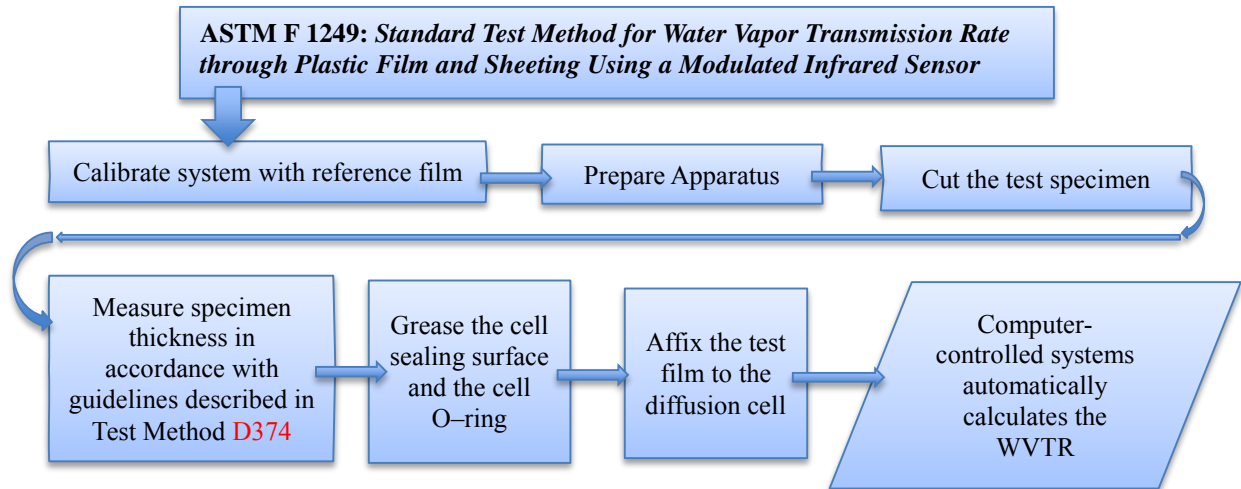 ASTM F 1249: Standard Test Method for Water Vapor Transmission Rate
through Plastic Film and Sheeting Using a Modulated Infrared Sensor
Calibrate system with reference film
Prepare Apparatus
Cut the test specimen
Measure specimen
thickness in
accordance with
guidelines described in
Test Method D374
Grease the cell
sealing surface
and the cell
O–ring
Affix the test
film to the
diffusion cell
Computer-
controlled systems
automatically
calculates the
WVTR